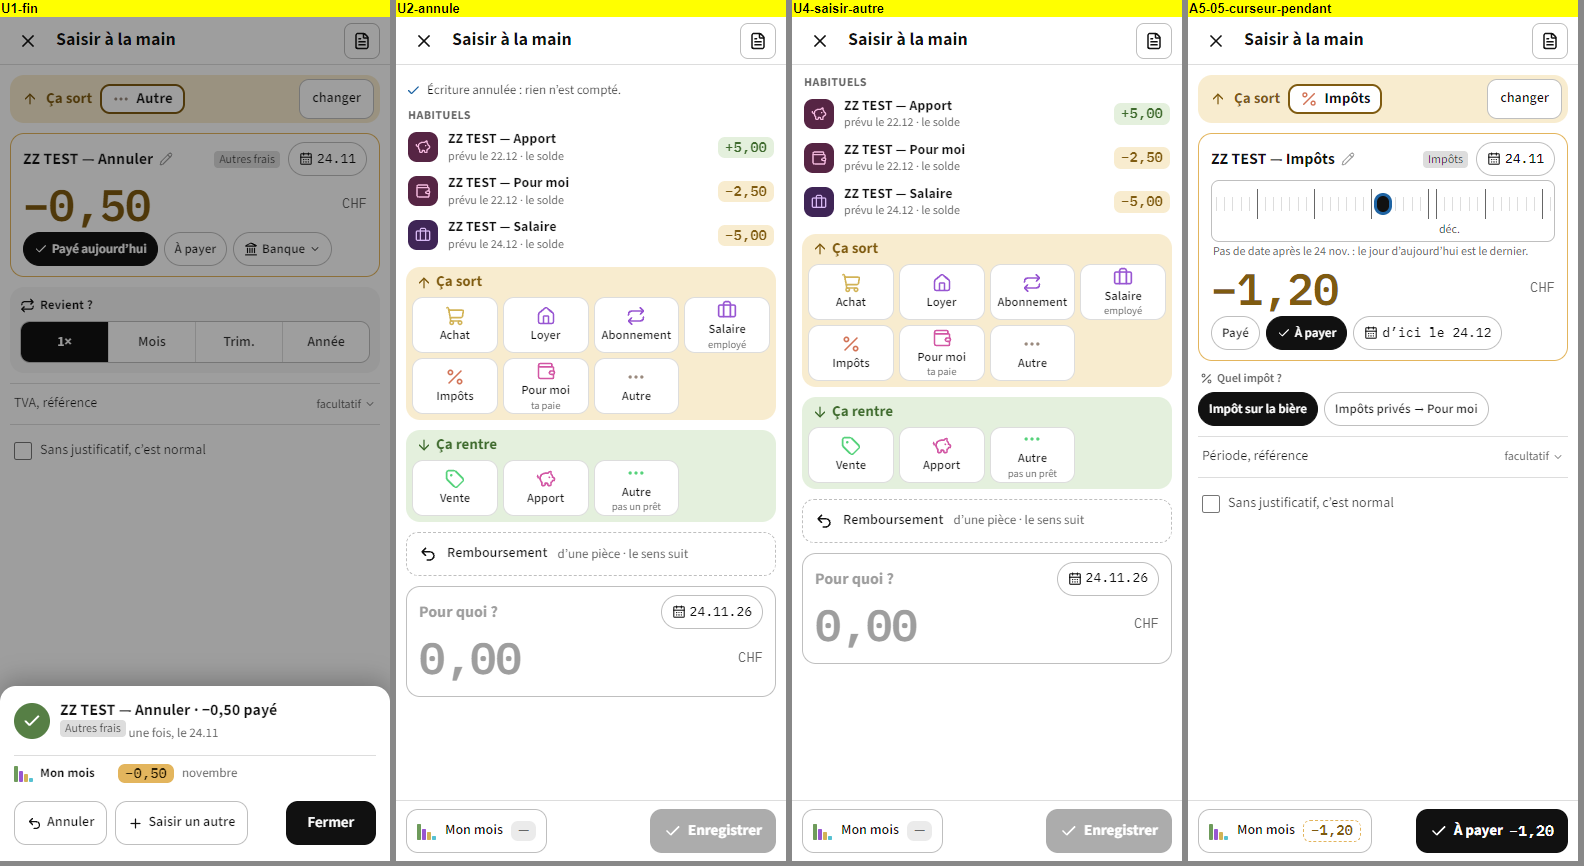 U1-fin
Saisir à la main
Ça sort
Autre
changer
ZZ TEST — Annuler
Autres frais
24.11
−0,50
CHF
Payé aujourd'hui
À payer
Banque
Revient ?
1×
Mois
Trim.
Année
TVA, référence
facultatif
Sans justificatif, c'est normal
ZZ TEST — Annuler · −0,50 payé
Autres frais
une fois, le 24.11
Mon mois
−0,50
novembre
Annuler
Saisir un autre
Fermer
U2-annule
Saisir à la main
Écriture annulée : rien n'est compté.
HABITUELS
ZZ TEST — Apport
prévu le 22.12 · le solde
+5,00
ZZ TEST — Pour moi
prévu le 22.12 · le solde
−2,50
ZZ TEST — Salaire
prévu le 24.12 · le solde
−5,00
Ça sort
Achat
Loyer
Abonnement
Salaire
employé
Impôts
Pour moi
ta paie
Autre
Ça rentre
Vente
Apport
Autre
pas un prêt
Remboursement
d'une pièce · le sens suit
Pour quoi ?
24.11.26
0,00
CHF
Mon mois
—
Enregistrer
U4-saisir-autre
Saisir à la main
HABITUELS
ZZ TEST — Apport
prévu le 22.12 · le solde
+5,00
ZZ TEST — Pour moi
prévu le 22.12 · le solde
−2,50
ZZ TEST — Salaire
prévu le 24.12 · le solde
−5,00
Ça sort
Achat
Loyer
Abonnement
Salaire
employé
Impôts
Pour moi
ta paie
Autre
Ça rentre
Vente
Apport
Autre
pas un prêt
Remboursement
d'une pièce · le sens suit
Pour quoi ?
24.11.26
0,00
CHF
Mon mois
—
Enregistrer
A5-05-curseur-pendant
Saisir à la main
Ça sort
Impôts
changer
ZZ TEST — Impôts
Impôts
24.11
déc.
Pas de date après le 24 nov. : le jour d'aujourd'hui est le dernier.
−1,20
CHF
Payé
À payer
d'ici le 24.12
Quel impôt ?
Impôt sur la bière
Impôts privés → Pour moi
Période, référence
facultatif
Sans justificatif, c'est normal
Mon mois
−1,20
À payer −1,20